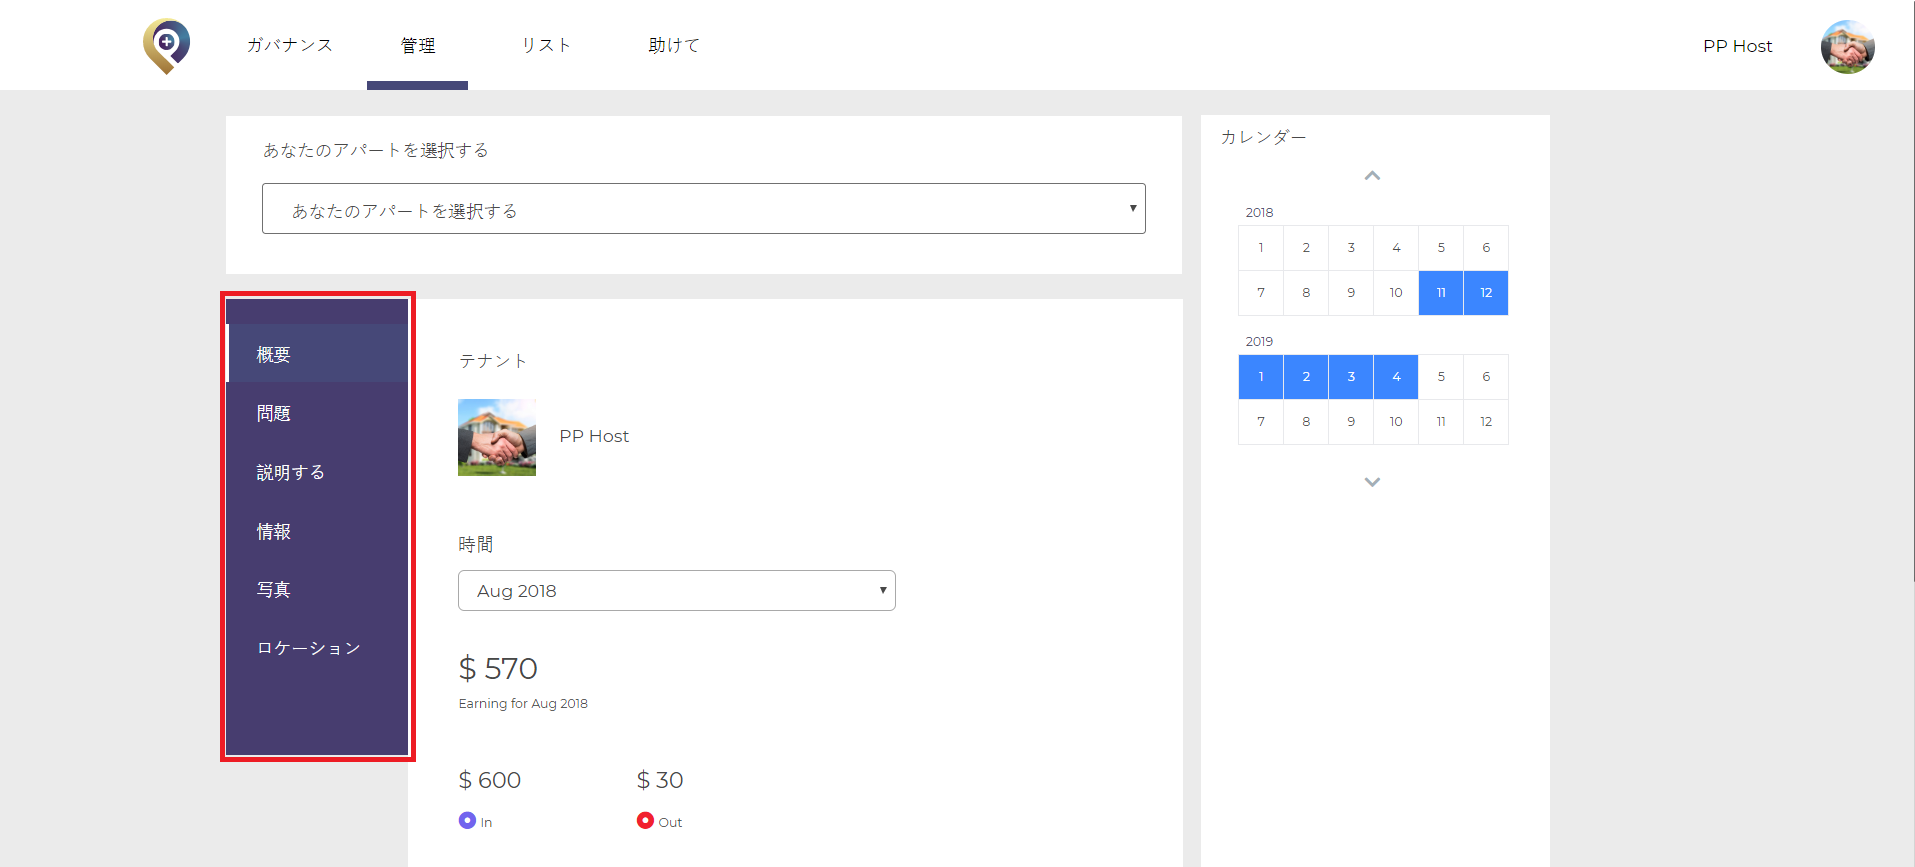 ガバナンス 管理 リスト 助けて PP Host
あなたのアパートを選択する
あなたのアパートを選択する
概要
問題
説明する
情報
写真
ロケーション
テナント
PP Host
時間
Aug 2018
$ 570
Earning for Aug 2018
$ 600 $ 30
In Out
カレンダー
2018
1 2 3 4 5 6
7 8 9 10 11 12
2019
1 2 3 4 5 6
7 8 9 10 11 12